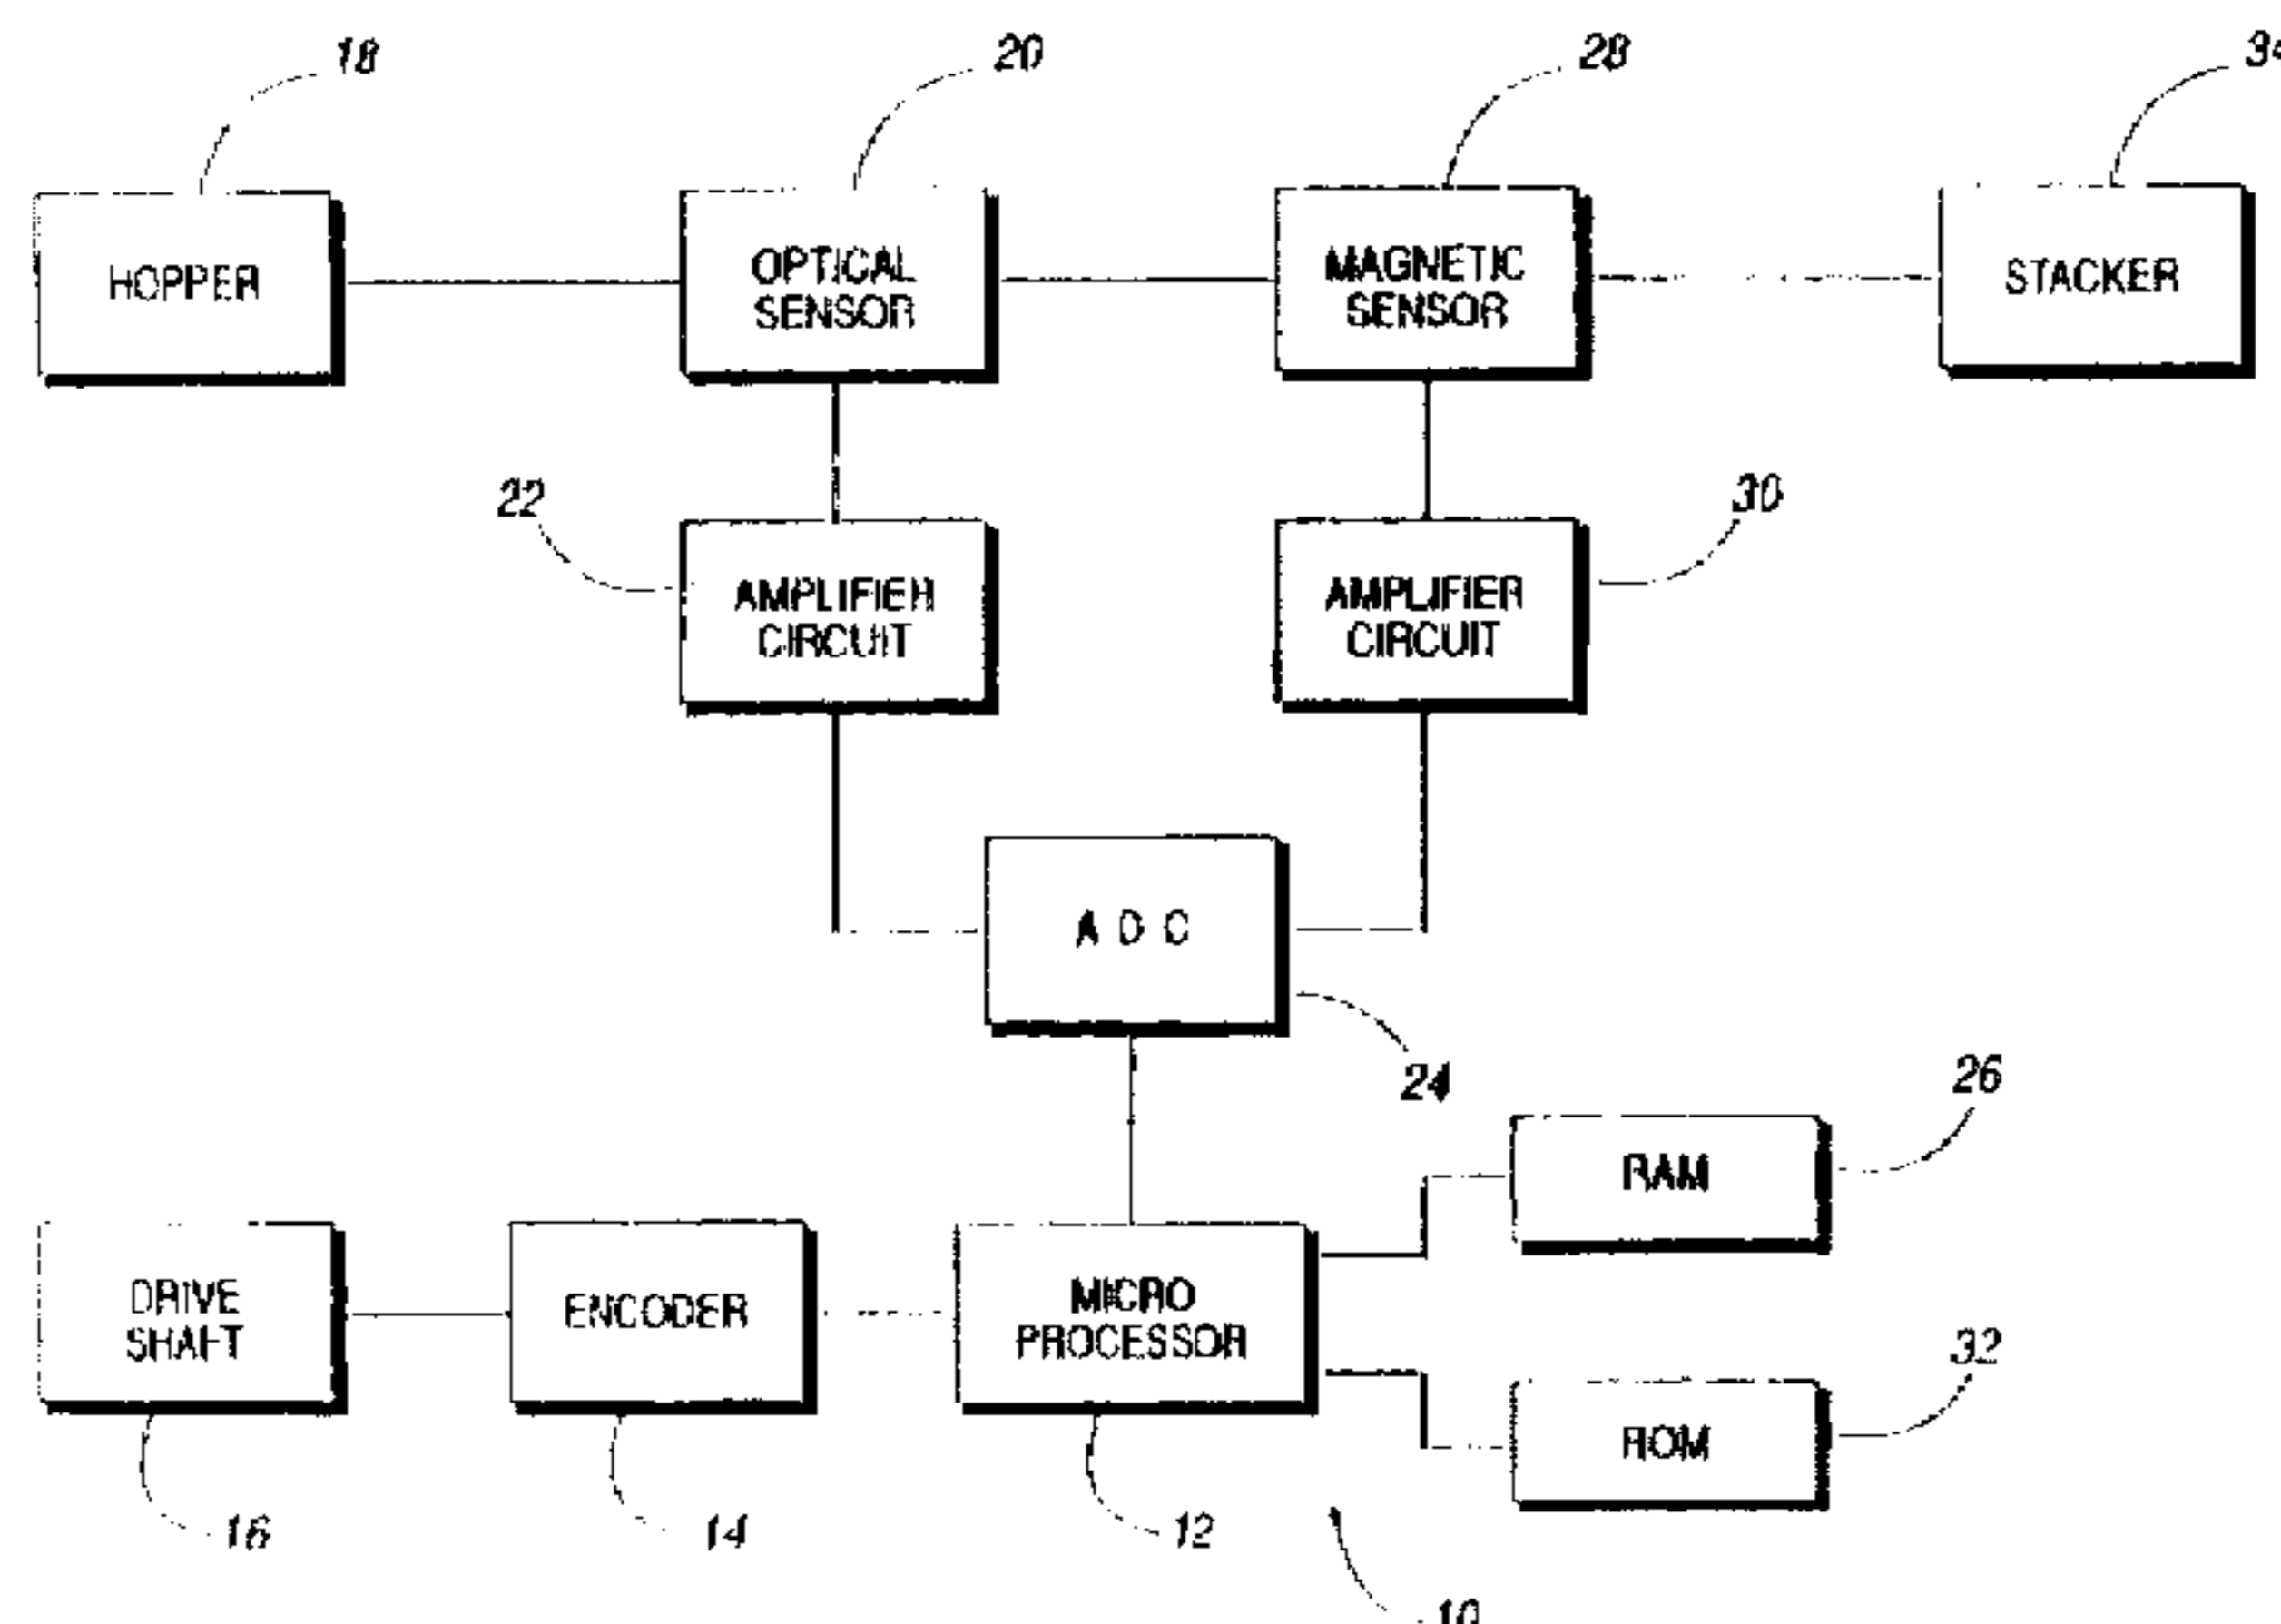 18
20
28
34
HOPPER
OPTICAL
SENSOR
MAGNETIC
SENSOR
STACKER
22
30
AMPLIFIER
CIRCUIT
AMPLIFIER
CIRCUIT
A D C
24
26
RAM
DRIVE
SHAFT
ENCODER
MICRO
PROCESSOR
32
ROM
16
14
12
10